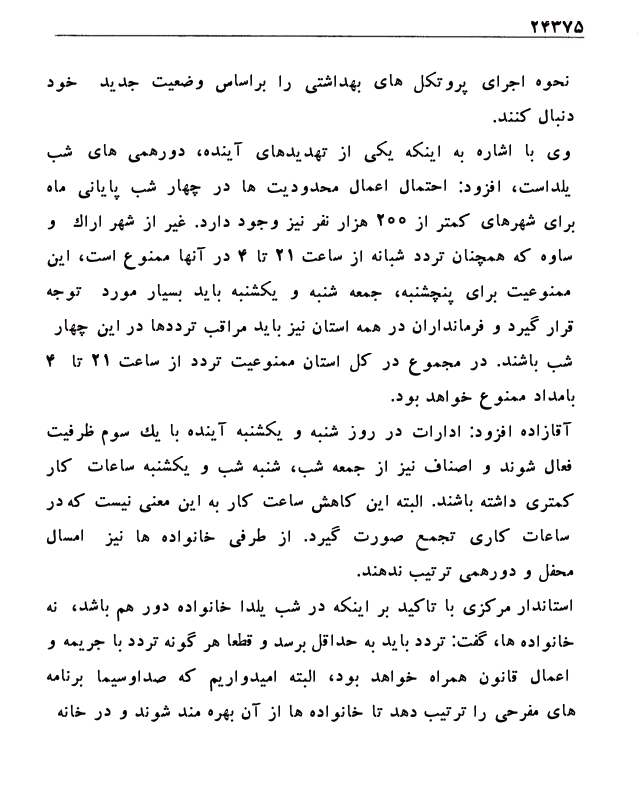 ۲۴۳۷۵
نحوه اجرای پروتکل های بهداشتی را براساس وضعیت جدید خود
دنبال کنند.
وی با اشاره به اینکه یکی از تهدیدهای آینده، دورهمی های شب
یلداست، افزود: احتمال اعمال محدودیت ها در چهار شب پایانی ماه
برای شهرهای کمتر از ۲۰۰ هزار نفر نیز وجود دارد. غیر از شهر اراك و
ساوه که همچنان تردد شبانه از ساعت ۲۱ تا ۴ در آنها ممنوع است، این
ممنوعیت برای پنچشنبه، جمعه شنبه و یکشنبه باید بسیار مورد توجه
قرار گیرد و فرمانداران در همه استان نیز باید مراقب ترددها در این چهار
شب باشند. در مجموع در کل استان ممنوعیت تردد از ساعت ۲۱ تا ۴
بامداد ممنوع خواهد بود.
آقازاده افزود: ادارات در روز شنبه و یکشنبه آینده با یك سوم ظرفیت
فعال شوند و اصناف نیز از جمعه شب، شنبه شب و یکشنبه ساعات کار
کمتری داشته باشند. البته این کاهش ساعت کار به این معنی نیست که در
ساعات کاری تجمع صورت گیرد. از طرفی خانواده ها نیز امسال
محفل و دورهمی ترتیب ندهند.
استاندار مرکزی با تاکید بر اینکه در شب یلدا خانواده دور هم باشد، نه
خانواده ها، گفت: تردد باید به حداقل برسد و قطعا هر گونه تردد با جریمه و
اعمال قانون همراه خواهد بود، البته امیدواریم که صداوسیما برنامه
های مفرحی را ترتیب دهد تا خانواده ها از آن بهره مند شوند و در خانه